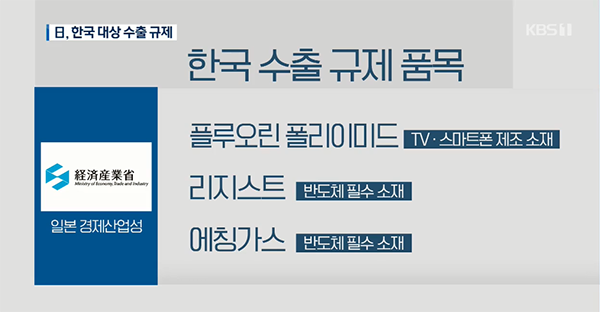 日, 한국 대상 수출 규제
KBS 1
한국 수출 규제 품목
経済産業省
Ministry of Economy, Trade and Industry
일본 경제산업성
플루오린 폴리이미드 TV·스마트폰 제조 소재
리지스트 반도체 필수 소재
에칭가스 반도체 필수 소재